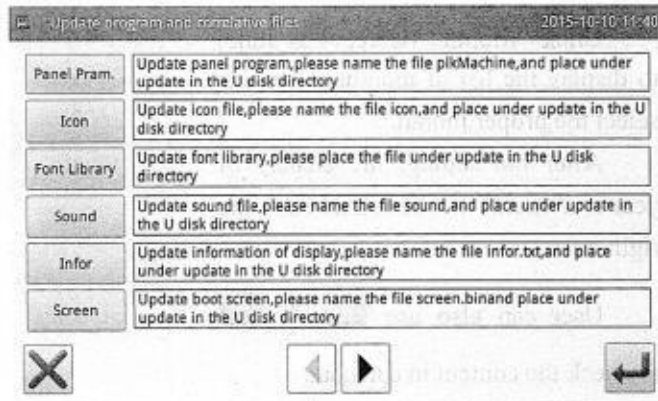 Update program and correlative files 2015-10-10 11:40
Panel Pram.
Update panel program,please name the file plkMachine,and place under
update in the U disk directory
Icon
Update icon file,please name the file icon,and place under update in the U
disk directory
Font Library
Update font library,please place the file under update in the U disk
directory
Sound
Update sound file,please name the file sound,and place under update in
the U disk directory
Infor
Update information of display,please name the file infor.txt,and place
under update in the U disk directory
Screen
Update boot screen,please name the file screen.binand place under
update in the U disk directory